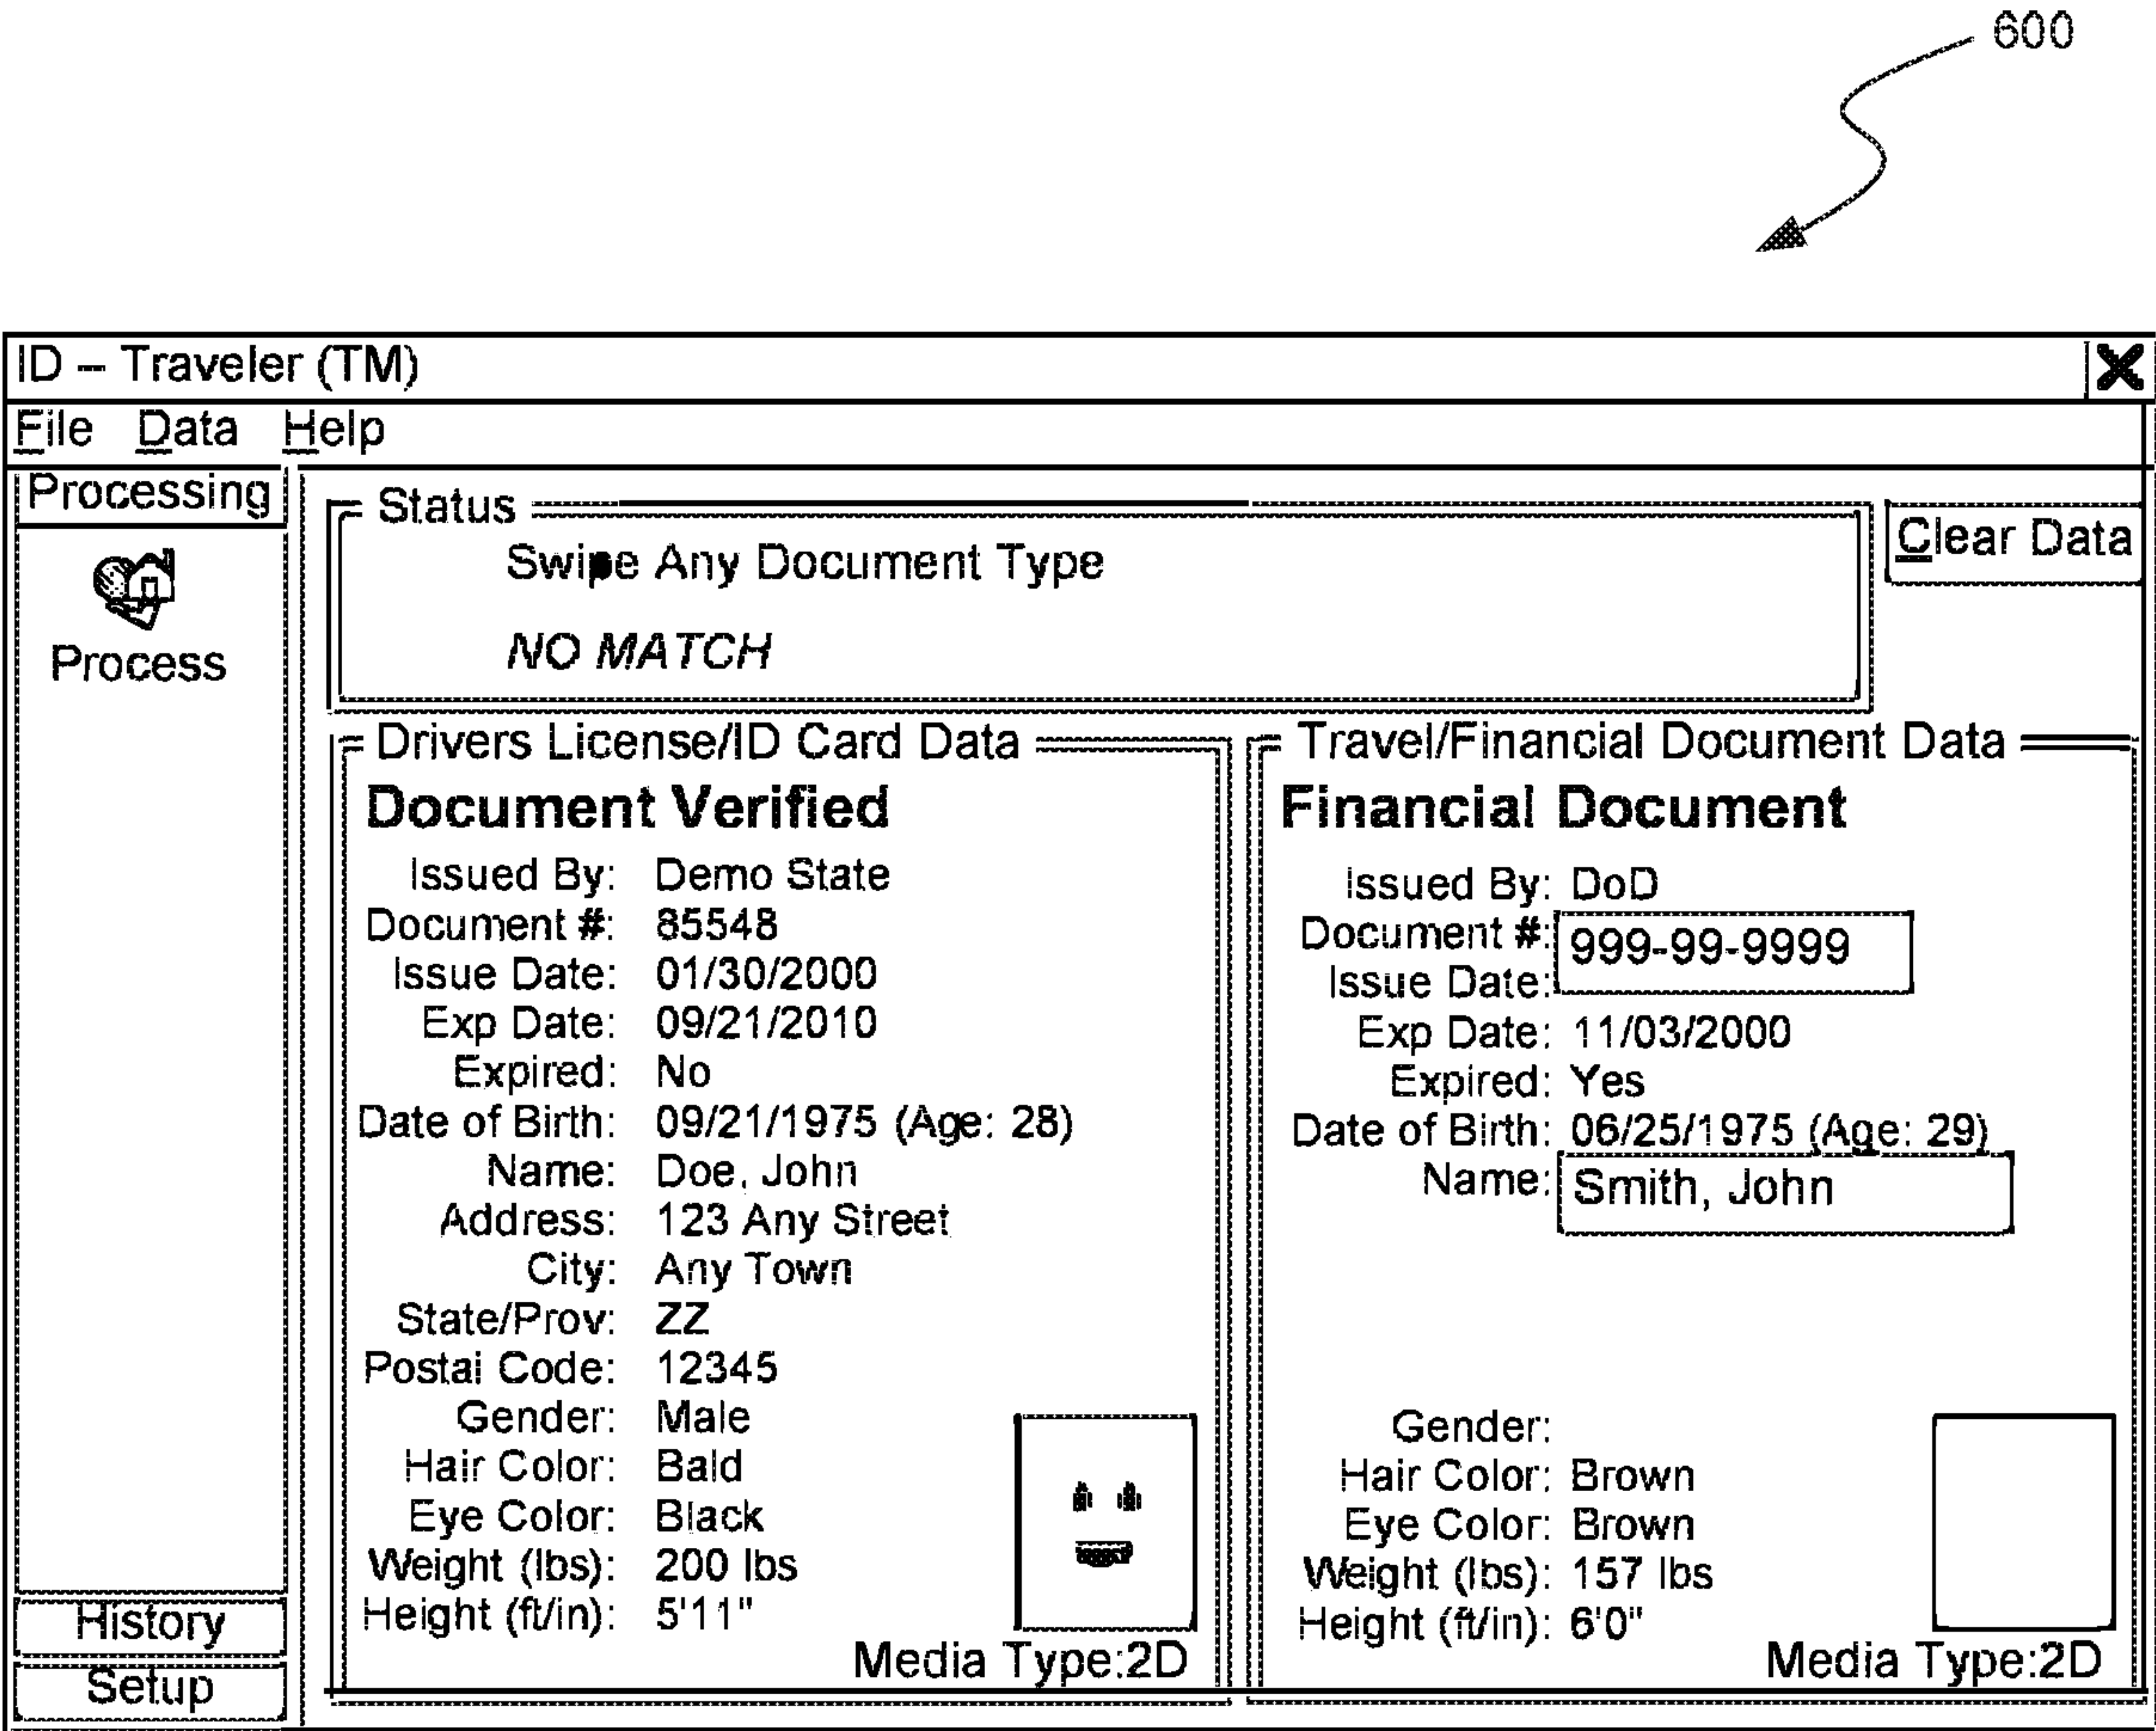 600
ID – Traveler (TM)
File Data Help
Processing
Process
History
Setup
Status
Swipe Any Document Type
NO MATCH
Clear Data
Drivers License/ID Card Data
Document Verified
Issued By: Demo State
Document #: 85548
Issue Date: 01/30/2000
Exp Date: 09/21/2010
Expired: No
Date of Birth: 09/21/1975 (Age: 28)
Name: Doe, John
Address: 123 Any Street
City: Any Town
State/Prov: ZZ
Postal Code: 12345
Gender: Male
Hair Color: Bald
Eye Color: Black
Weight (lbs): 200 lbs
Height (ft/in): 5'11"
Media Type:2D
Travel/Financial Document Data
Financial Document
Issued By: DoD
Document #: 999-99-9999
Issue Date:
Exp Date: 11/03/2000
Expired: Yes
Date of Birth: 06/25/1975 (Age: 29)
Name: Smith, John
Gender:
Hair Color: Brown
Eye Color: Brown
Weight (lbs): 157 lbs
Height (ft/in): 6'0"
Media Type:2D